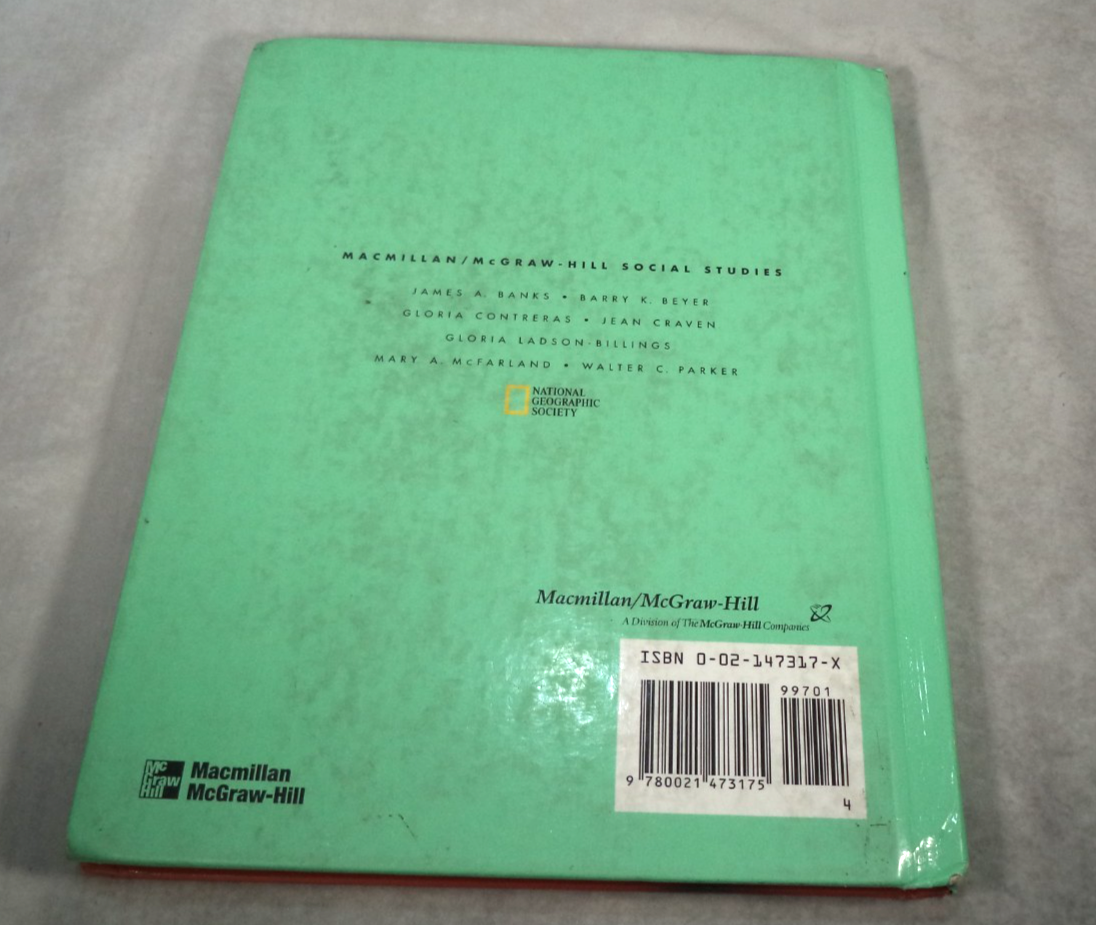 MACMILLAN/McGRAW-HILL SOCIAL STUDIES
JAMES A. BANKS • BARRY K. BEYER
GLORIA CONTRERAS • JEAN CRAVEN
GLORIA LADSON-BILLINGS
MARY A. McFARLAND • WALTER C. PARKER
NATIONAL
GEOGRAPHIC
SOCIETY
Macmillan/McGraw-Hill
A Division of The McGraw-Hill Companies
ISBN 0-02-147317-X
99701
9 780021 473175
4
Mc
Graw
Hill
Macmillan
McGraw-Hill